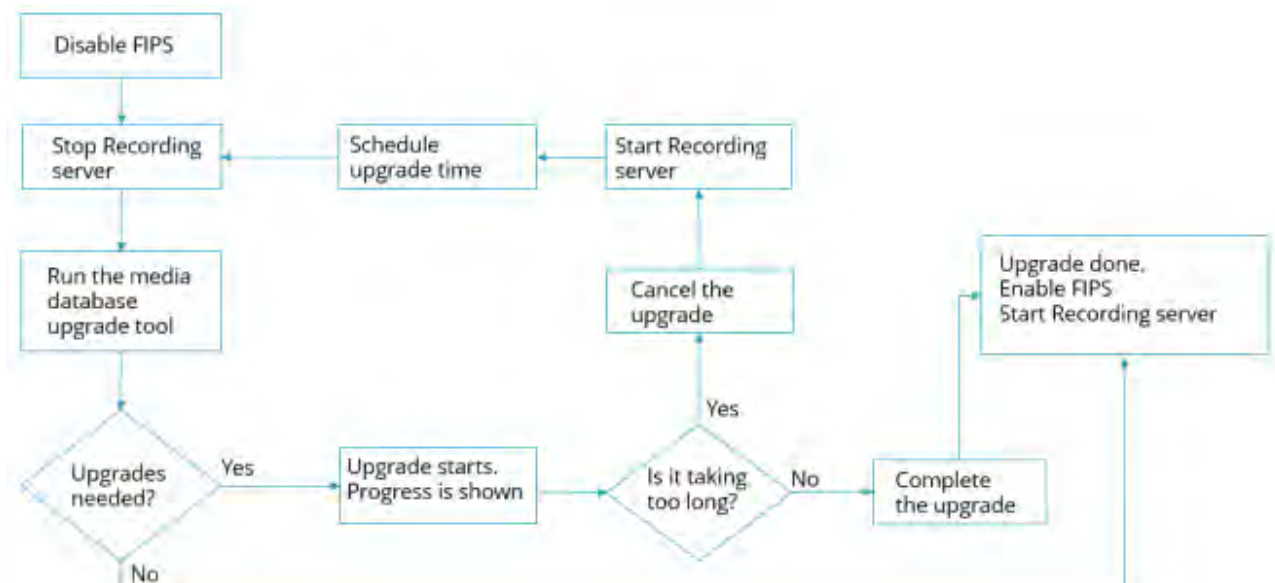 Disable FIPS
Stop Recording
server
Schedule
upgrade time
Start Recording
server
Run the media
database
upgrade tool
Cancel the
upgrade
Upgrade done.
Enable FIPS
Start Recording server
Yes
Upgrades
needed?
Yes
Upgrade starts.
Progress is shown
Is it taking
too long?
No
Complete
the upgrade
No